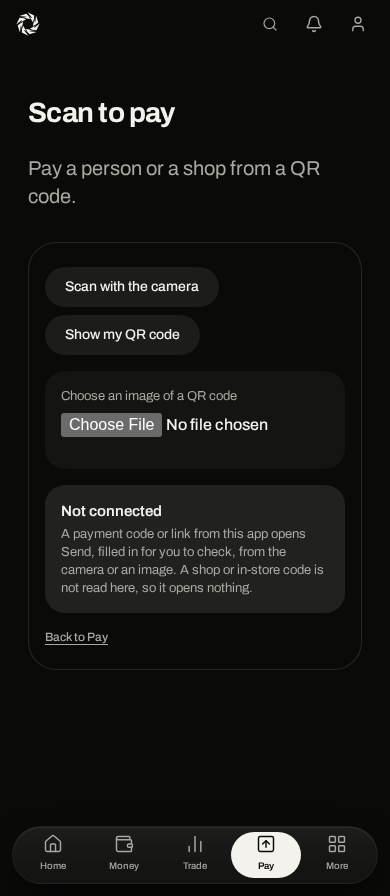 Scan to pay
Pay a person or a shop from a QR
code.
Scan with the camera
Show my QR code
Choose an image of a QR code
Choose File No file chosen
Not connected
A payment code or link from this app opens
Send, filled in for you to check, from the
camera or an image. A shop or in-store code is
not read here, so it opens nothing.
Back to Pay
Home Money Trade Pay More